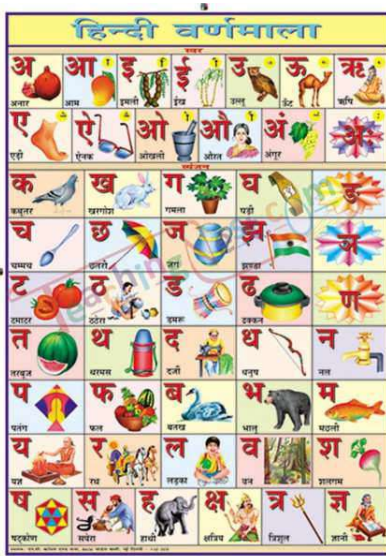 हिन्दी वर्णमाला
स्वर
अ आ इ ई उ ऊ ऋ
अनार आम इमली ईख उल्लू ऊँट ऋषि
ए ऐ ओ औ अं अः
एड़ी ऐनक ओखली औरत अंगूर
व्यंजन
क ख ग घ ङ
कबूतर खरगोश गमला घड़ी
च छ ज झ ञ
चम्मच छतरी जग झण्डा
ट ठ ड ढ ण
टमाटर ठठेरा डमरू ढक्कन
त थ द ध न
तरबूज थरमस दर्जी धनुष नल
प फ ब भ म
पतंग फल बतख भालू मछली
य र ल व श
यज्ञ रथ लड़का वन शलगम
ष स ह क्ष त्र ज्ञ
षट्कोण सपेरा हाथी क्षत्रिय त्रिशूल ज्ञानी